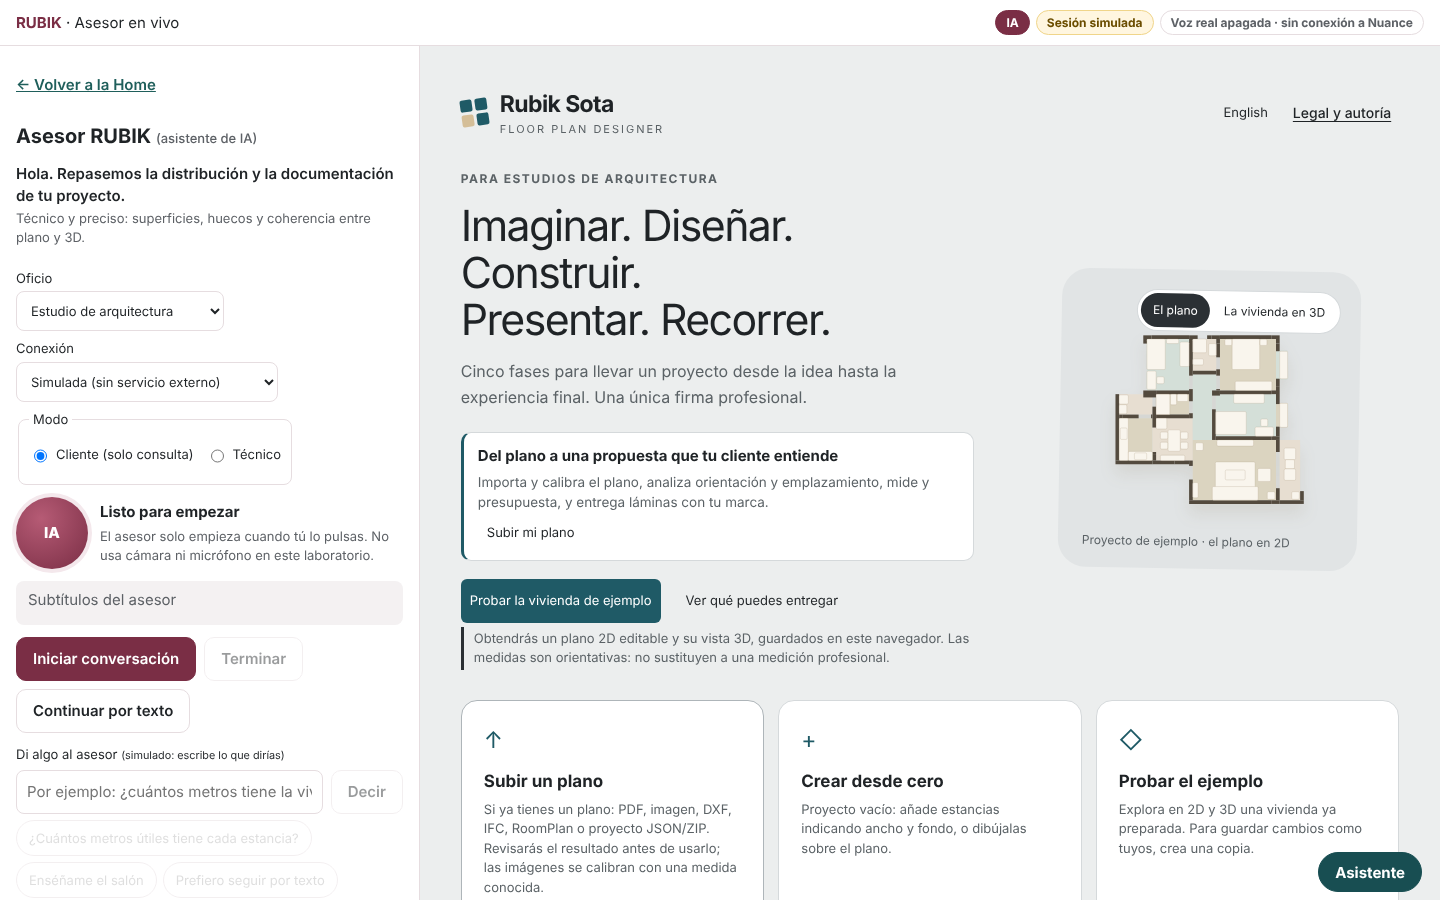 RUBIK · Asesor en vivo
IA
Sesión simulada
Voz real apagada · sin conexión a Nuance
← Volver a la Home
Asesor RUBIK (asistente de IA)
Hola. Repasemos la distribución y la documentación
de tu proyecto.
Técnico y preciso: superficies, huecos y coherencia entre
plano y 3D.
Oficio
Estudio de arquitectura
Conexión
Simulada (sin servicio externo)
Modo
Cliente (solo consulta)
Técnico
IA
Listo para empezar
El asesor solo empieza cuando tú lo pulsas. No
usa cámara ni micrófono en este laboratorio.
Subtítulos del asesor
Iniciar conversación
Terminar
Continuar por texto
Di algo al asesor (simulado: escribe lo que dirías)
Por ejemplo: ¿cuántos metros tiene la viv
Decir
¿Cuántos metros útiles tiene cada estancia?
Enséñame el salón
Prefiero seguir por texto
Rubik Sota
FLOOR PLAN DESIGNER
English
Legal y autoría
PARA ESTUDIOS DE ARQUITECTURA
Imaginar. Diseñar.
Construir.
Presentar. Recorrer.
Cinco fases para llevar un proyecto desde la idea hasta la
experiencia final. Una única firma profesional.
Del plano a una propuesta que tu cliente entiende
Importa y calibra el plano, analiza orientación y emplazamiento, mide y
presupuesta, y entrega láminas con tu marca.
Subir mi plano
Probar la vivienda de ejemplo
Ver qué puedes entregar
Obtendrás un plano 2D editable y su vista 3D, guardados en este navegador. Las
medidas son orientativas: no sustituyen a una medición profesional.
El plano
La vivienda en 3D
Proyecto de ejemplo · el plano en 2D
Subir un plano
Si ya tienes un plano: PDF, imagen, DXF,
IFC, RoomPlan o proyecto JSON/ZIP.
Revisarás el resultado antes de usarlo;
las imágenes se calibran con una medida
conocida.
+
Crear desde cero
Proyecto vacío: añade estancias
indicando ancho y fondo, o dibújalas
sobre el plano.
Probar el ejemplo
Explora en 2D y 3D una vivienda ya
preparada. Para guardar cambios como
tuyos, crea una copia.
Asistente